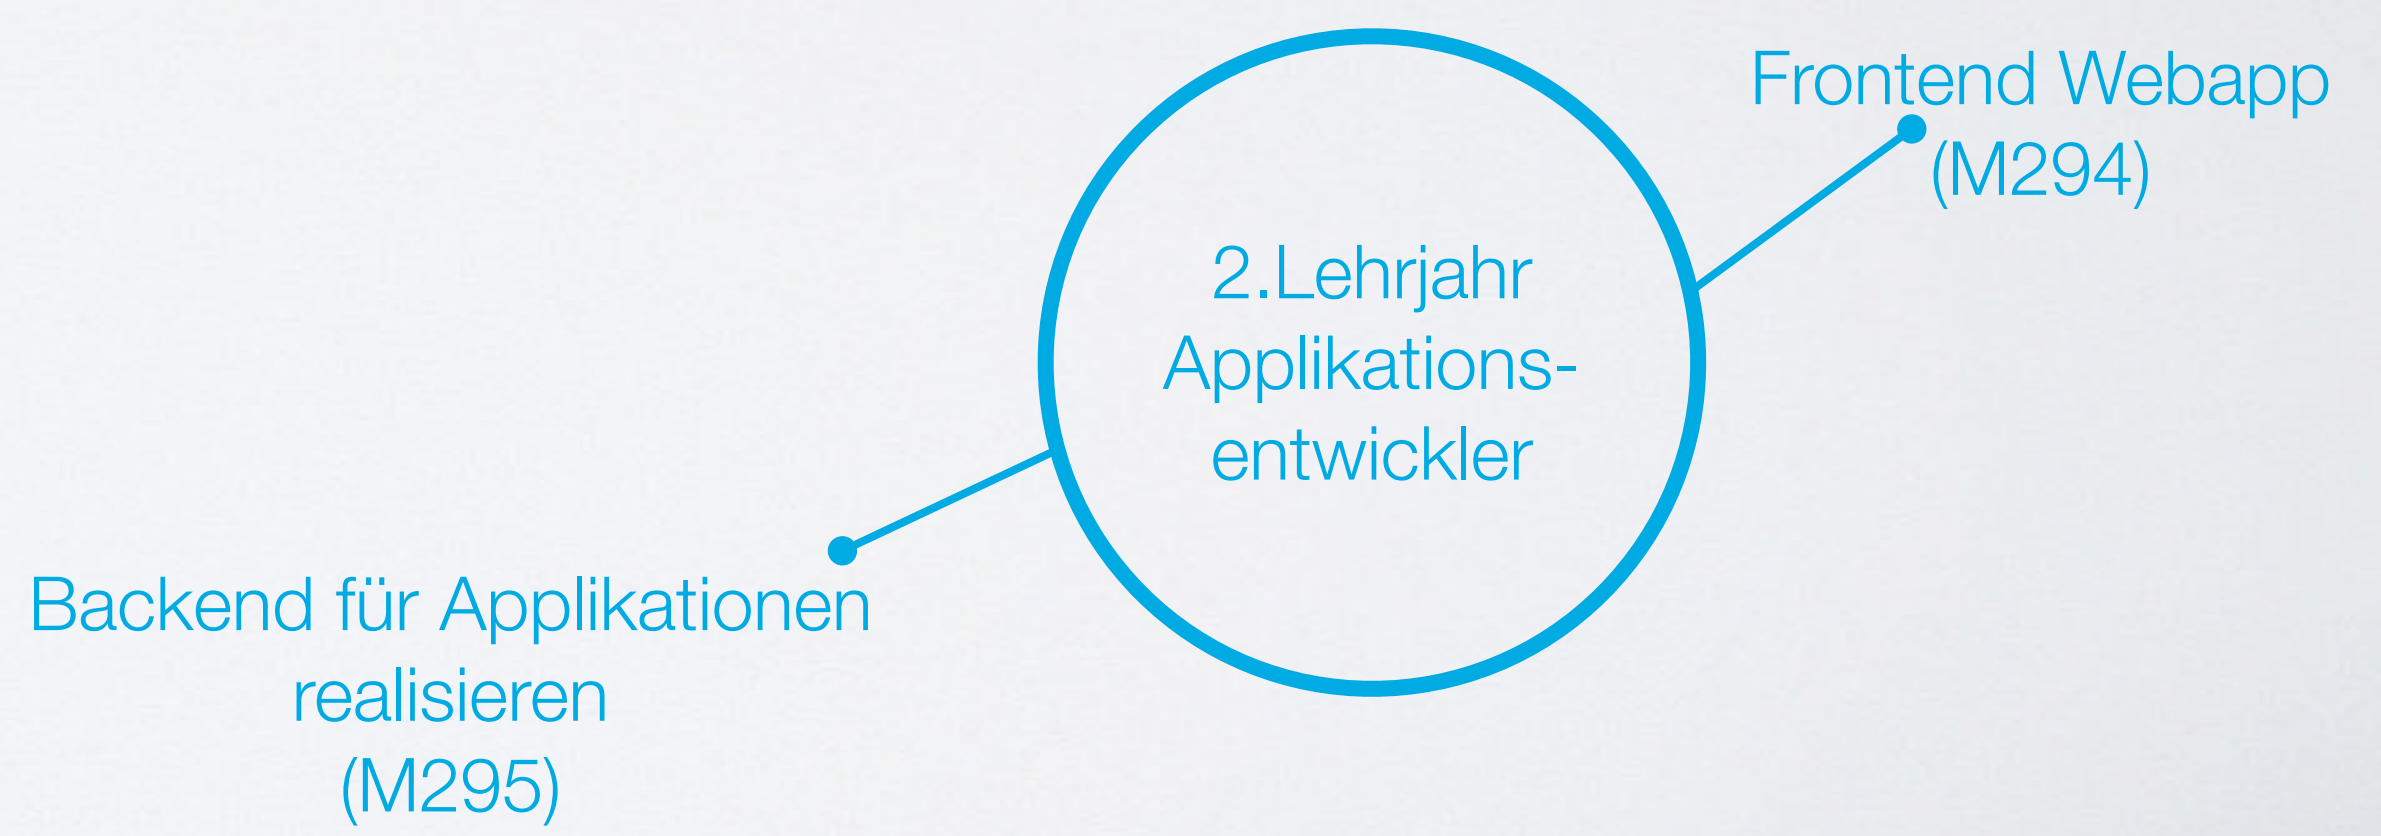 Frontend Webapp
(M294)
2.Lehrjahr
Applikations-
entwickler
Backend für Applikationen
realisieren
(M295)